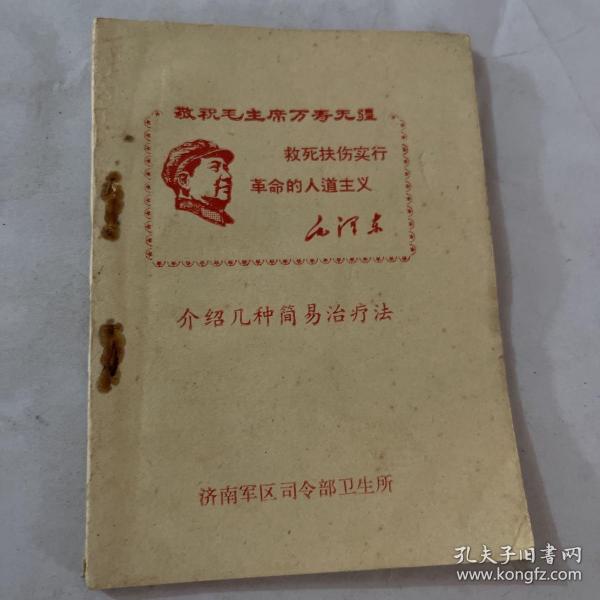 敬祝毛主席万寿无疆
救死扶伤实行
革命的人道主义
毛泽东
介绍几种简易治疗法
济南军区司令部卫生所
孔夫子旧书网
www.kongfz.com